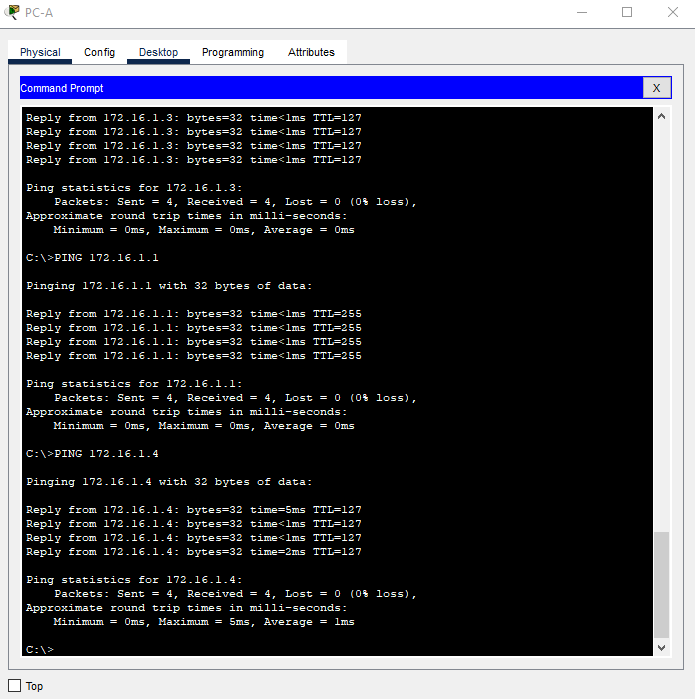 PC-A
Physical Config Desktop Programming Attributes
Command Prompt X
Reply from 172.16.1.3: bytes=32 time<1ms TTL=127
Reply from 172.16.1.3: bytes=32 time<1ms TTL=127
Reply from 172.16.1.3: bytes=32 time<1ms TTL=127
Reply from 172.16.1.3: bytes=32 time<1ms TTL=127
Ping statistics for 172.16.1.3:
Packets: Sent = 4, Received = 4, Lost = 0 (0% loss),
Approximate round trip times in milli-seconds:
Minimum = 0ms, Maximum = 0ms, Average = 0ms
C:\>PING 172.16.1.1
Pinging 172.16.1.1 with 32 bytes of data:
Reply from 172.16.1.1: bytes=32 time<1ms TTL=255
Reply from 172.16.1.1: bytes=32 time<1ms TTL=255
Reply from 172.16.1.1: bytes=32 time<1ms TTL=255
Reply from 172.16.1.1: bytes=32 time<1ms TTL=255
Ping statistics for 172.16.1.1:
Packets: Sent = 4, Received = 4, Lost = 0 (0% loss),
Approximate round trip times in milli-seconds:
Minimum = 0ms, Maximum = 0ms, Average = 0ms
C:\>PING 172.16.1.4
Pinging 172.16.1.4 with 32 bytes of data:
Reply from 172.16.1.4: bytes=32 time=5ms TTL=127
Reply from 172.16.1.4: bytes=32 time<1ms TTL=127
Reply from 172.16.1.4: bytes=32 time<1ms TTL=127
Reply from 172.16.1.4: bytes=32 time=2ms TTL=127
Ping statistics for 172.16.1.4:
Packets: Sent = 4, Received = 4, Lost = 0 (0% loss),
Approximate round trip times in milli-seconds:
Minimum = 0ms, Maximum = 5ms, Average = 1ms
C:\>
Top